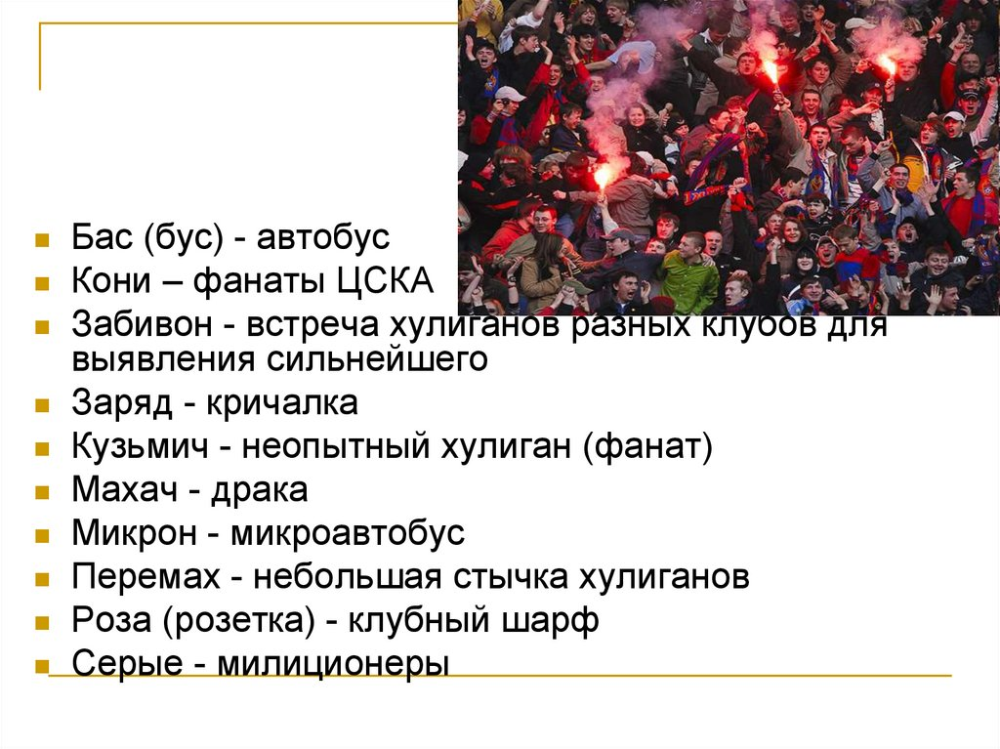 Бас (бус) - автобус
Кони – фанаты ЦСКА
Забивон - встреча хулиганов разных клубов для
выявления сильнейшего
Заряд - кричалка
Кузьмич - неопытный хулиган (фанат)
Махач - драка
Микрон - микроавтобус
Перемах - небольшая стычка хулиганов
Роза (розетка) - клубный шарф
Серые - милиционеры